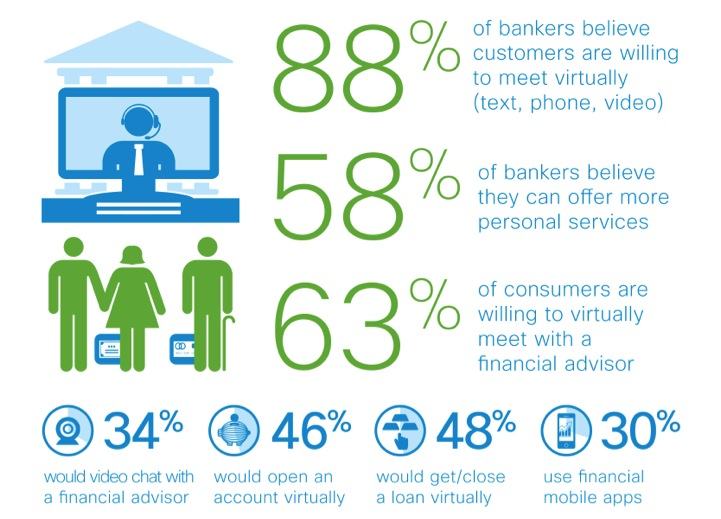 88%
of bankers believe
customers are willing
to meet virtually
(text, phone, video)
58%
of bankers believe
they can offer more
personal services
63%
of consumers are
willing to virtually
meet with a
financial advisor
34%
would video chat with
a financial advisor
46%
would open an
account virtually
48%
would get/close
a loan virtually
30%
use financial
mobile apps